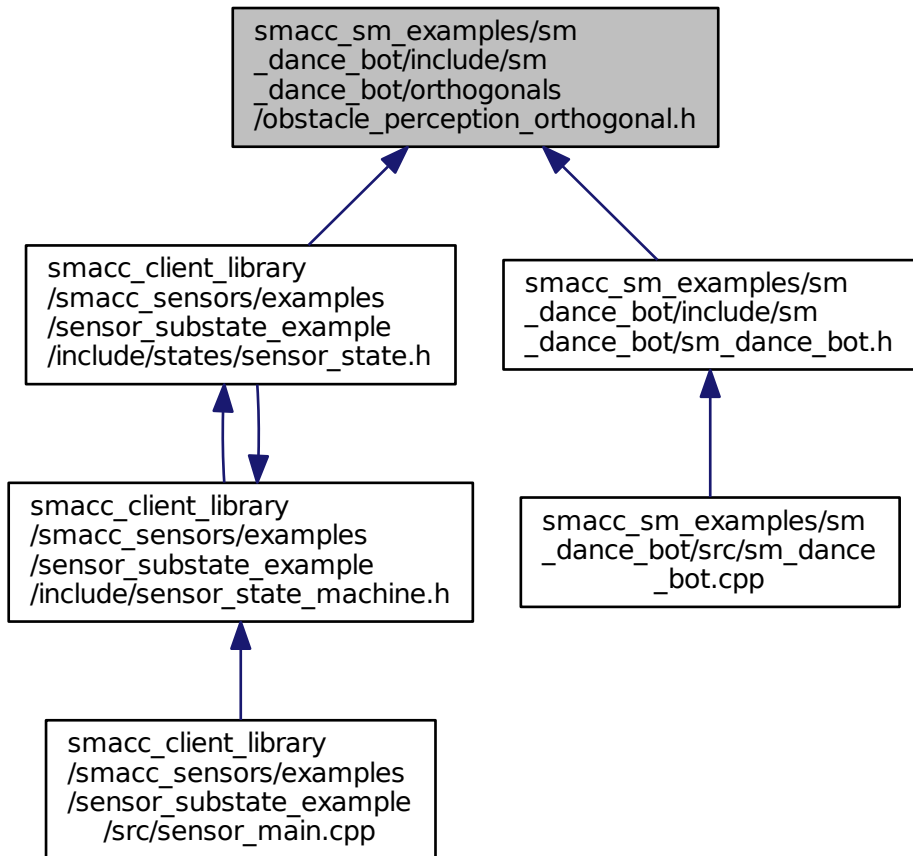 smacc_sm_examples/sm
_dance_bot/include/sm
_dance_bot/orthogonals
/obstacle_perception_orthogonal.h
smacc_client_library
/smacc_sensors/examples
/sensor_substate_example
/include/states/sensor_state.h
smacc_sm_examples/sm
_dance_bot/include/sm
_dance_bot/sm_dance_bot.h
smacc_client_library
/smacc_sensors/examples
/sensor_substate_example
/include/sensor_state_machine.h
smacc_sm_examples/sm
_dance_bot/src/sm_dance
_bot.cpp
smacc_client_library
/smacc_sensors/examples
/sensor_substate_example
/src/sensor_main.cpp